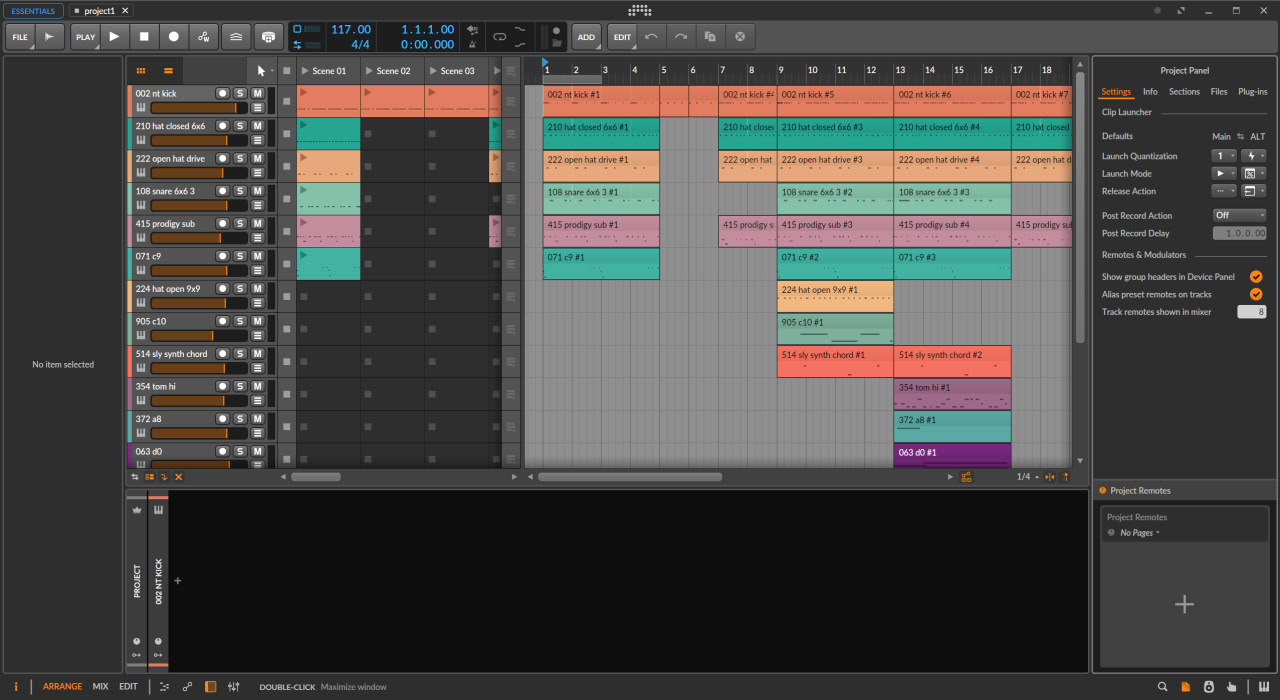 ESSENTIALS
project1
FILE
PLAY
117.00
4/4
1.1.1.00
0:00.000
ADD
EDIT
Scene 01
Scene 02
Scene 03
1 2 3 4 5 6 7 8 9 10 11 12 13 14 15 16 17 18
002 nt kick S M
002 nt kick #1
002 nt kick #4
002 nt kick #5
002 nt kick #6
002 nt kick #7
210 hat closed 6x6 S M
210 hat closed 6x6 #1
210 hat closed
210 hat closed 6x6 #3
210 hat closed 6x6 #4
210 hat closed
222 open hat drive S M
222 open hat drive #1
222 open hat
222 open hat drive #3
222 open hat drive #4
222 open hat d
108 snare 6x6 3 S M
108 snare 6x6 3 #1
108 snare 6x6 3 #2
108 snare 6x6 3 #3
415 prodigy sub S M
415 prodigy sub #1
415 prodigy s
415 prodigy sub #3
415 prodigy sub #4
415 prodigy sub
071 c9 S M
071 c9 #1
071 c9 #2
071 c9 #3
224 hat open 9x9 S M
224 hat open 9x9 #1
905 c10 S M
905 c10 #1
514 sly synth chord S M
514 sly synth chord #1
514 sly synth chord #2
354 tom hi S M
354 tom hi #1
372 a8 S M
372 a8 #1
063 d0 S M
063 d0 #1
1/4
No item selected
Project Panel
Settings Info Sections Files Plug-ins
Clip Launcher
Defaults Main ALT
Launch Quantization 1
Launch Mode
Release Action ...
Post Record Action Off
Post Record Delay 1.0.0.00
Remotes & Modulators
Show group headers in Device Panel
Alias preset remotes on tracks
Track remotes shown in mixer 8
Project Remotes
Project Remotes
No Pages
PROJECT
002 NT KICK
i ARRANGE MIX EDIT
DOUBLE-CLICK Maximize window